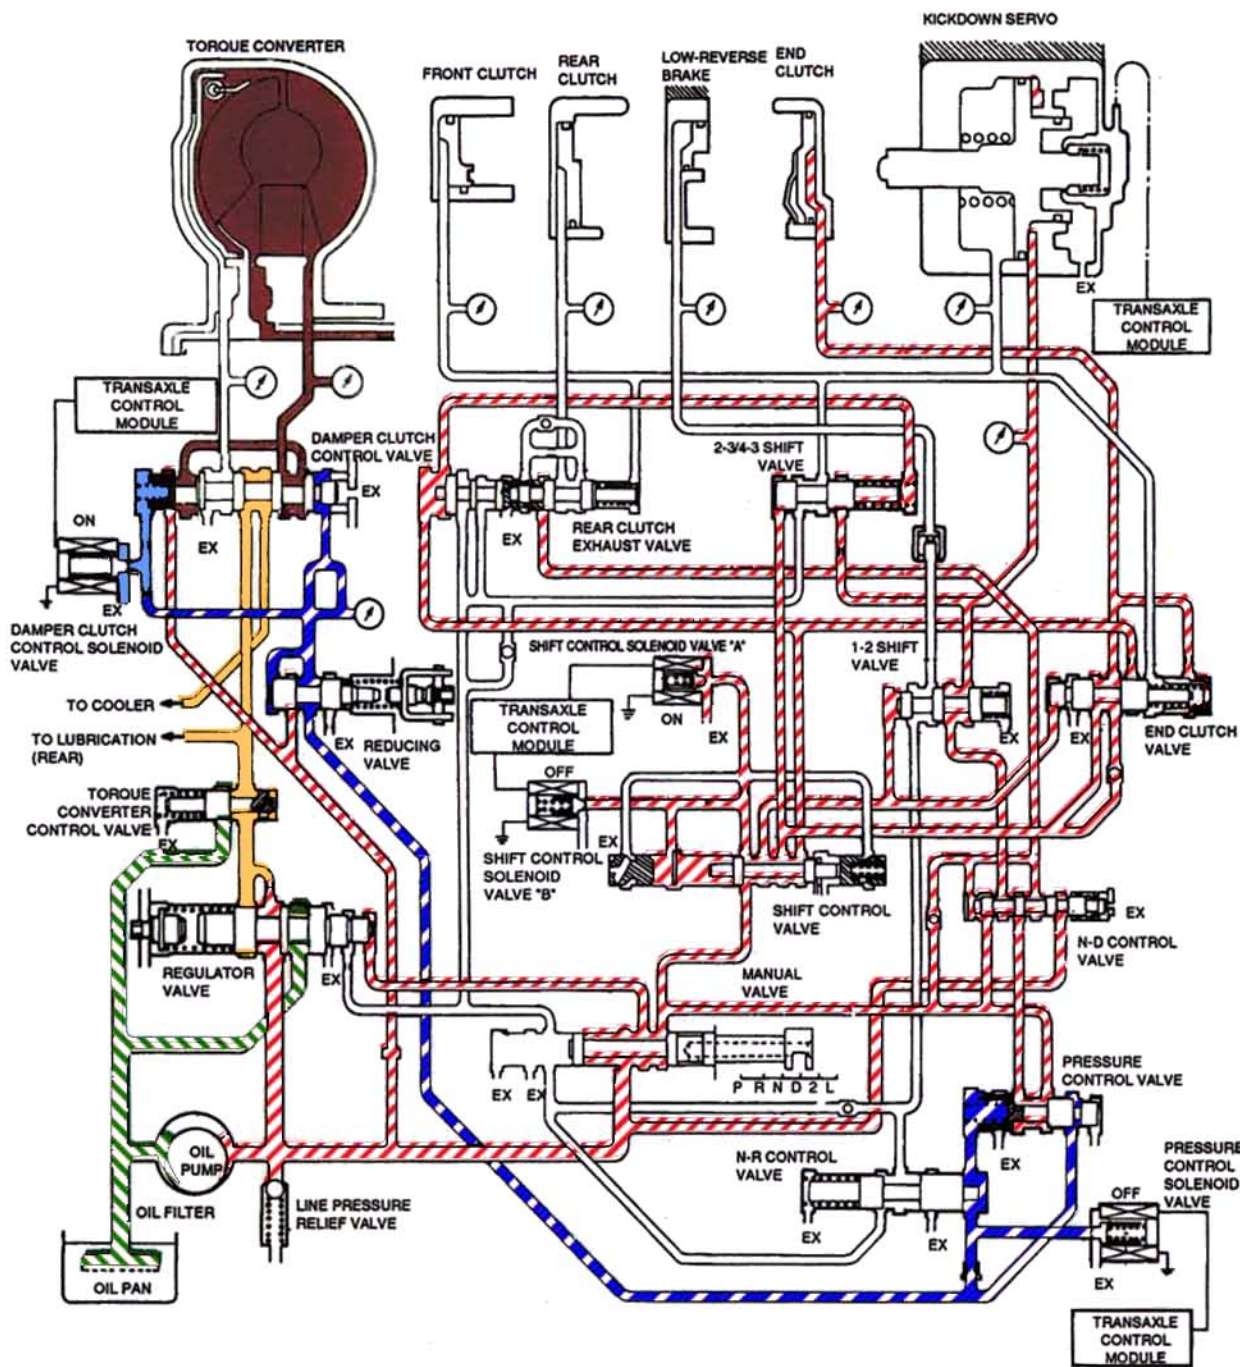 KICKDOWN SERVO
TORQUE CONVERTER
FRONT CLUTCH
REAR
CLUTCH
LOW-REVERSE
BRAKE
END
CLUTCH
EX
TRANSAXLE
CONTROL
MODULE
TRANSAXLE
CONTROL
MODULE
DAMPER CLUTCH
CONTROL VALVE
2-3/4-3 SHIFT
VALVE
EX
ON
EX
EX
REAR CLUTCH
EXHAUST VALVE
EX
DAMPER CLUTCH
CONTROL SOLENOID
VALVE
SHIFT CONTROL SOLENOID VALVE "A"
1-2 SHIFT
VALVE
TO COOLER
TRANSAXLE
CONTROL
MODULE
ON
EX
TO LUBRICATION
(REAR)
EX
REDUCING
VALVE
EX
EX
END CLUTCH
VALVE
OFF
TORQUE
CONVERTER
CONTROL VALVE
EX
EX
EX
SHIFT CONTROL
SOLENOID
VALVE "B"
SHIFT CONTROL
VALVE
EX
N-D CONTROL
VALVE
REGULATOR
VALVE
EX
MANUAL
VALVE
PRESSURE
CONTROL VALVE
P R N D 2 L
EX EX
OIL
PUMP
N-R CONTROL
VALVE
EX
PRESSURE
CONTROL
SOLENOID
VALVE
OFF
OIL FILTER
LINE PRESSURE
RELIEF VALVE
EX
EX
EX
OIL PAN
TRANSAXLE
CONTROL
MODULE